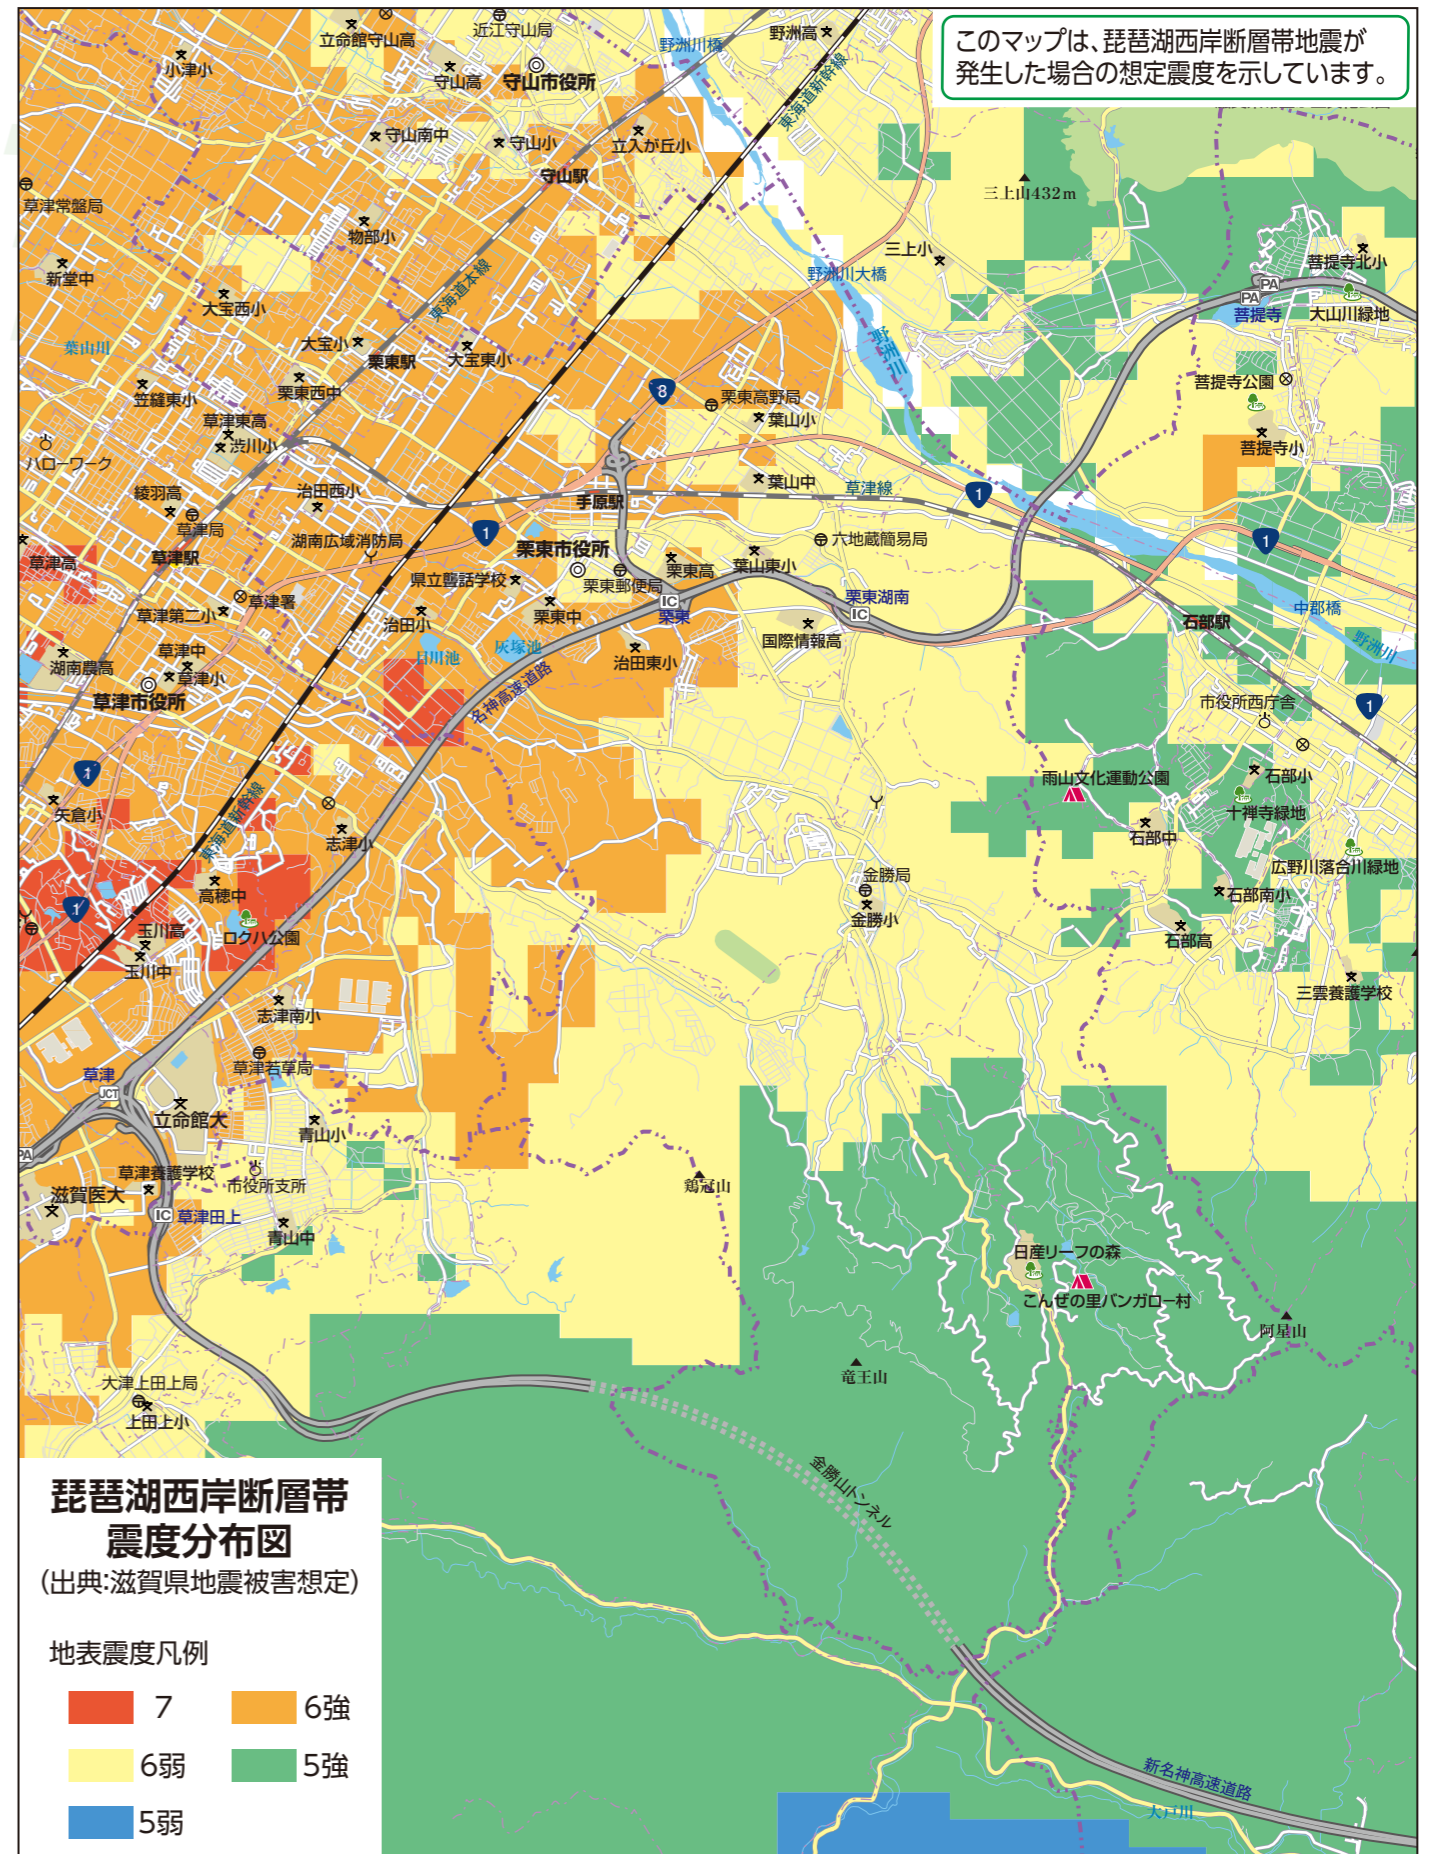 このマップは、琵琶湖西岸断層帯地震が
発生した場合の想定震度を示しています。
立命館守山高
近江守山局
野洲川橋
野洲高
小津小
守山高
守山市役所
東海道新幹線
守山南中
守山小
立入が丘小
守山駅
三上山432m
草津常盤局
物部小
三上小
菩提寺北小
新堂中
東海道本線
野洲川大橋
PA
PA
大宝西小
菩提寺
大山川緑地
葉山川
大宝小
栗東駅
大宝東小
野洲川
笠縫東小
栗東西中
8
栗東高野局
菩提寺公園
草津東高
葉山小
渋川小
菩提寺小
ハローワーク
綾羽高
治田西小
葉山中
草津線
1
草津局
手原駅
1
湖南広域消防局
栗東市役所
六地蔵簡易局
1
草津高
草津駅
栗東高
葉山東小
県立聾話学校
栗東郵便局
草津署
IC
栗東湖南
中郡橋
草津第二小
治田小
栗東中
栗東
IC
石部駅
国際情報高
野洲川
草津中
灰塚池
湖南農高
目川池
治田東小
草津小
草津市役所
名神高速道路
市役所西庁舎
1
1
雨山文化運動公園
石部小
矢倉小
東海道新幹線
十禅寺緑地
志津小
石部中
広野川落合川緑地
高穂中
金勝局
石部南小
1
金勝小
玉川高
ロクハ公園
石部高
玉川中
三雲養護学校
志津南小
草津若草局
草津
JCT
立命館大
青山小
PA
草津養護学校
市役所支所
鶏冠山
滋賀医大
IC
草津田上
青山中
日産リーフの森
こんぜの里バンガロー村
阿星山
竜王山
大津上田上局
上田上小
金勝山トンネル
琵琶湖西岸断層帯
震度分布図
(出典:滋賀県地震被害想定)
地表震度凡例
7
6強
6弱
5強
5弱
新名神高速道路
大戸川